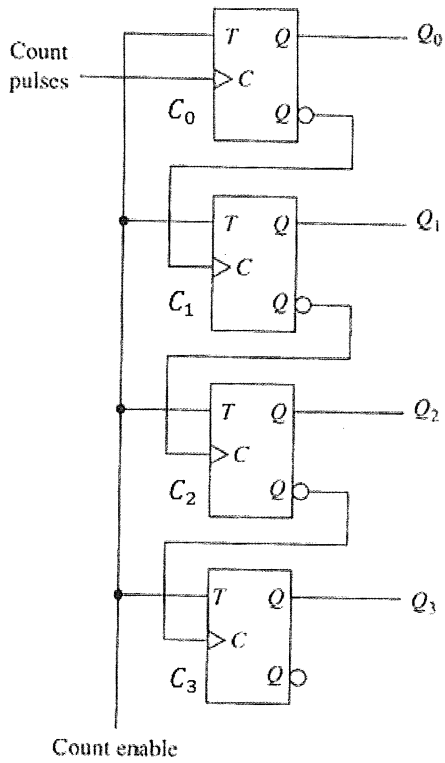 Count pulses
T Q Q₀
C
C₀ Q
T Q Q₁
C
C₁ Q
T Q Q₂
C
C₂ Q
T Q Q₃
C
C₃ Q
Count enable